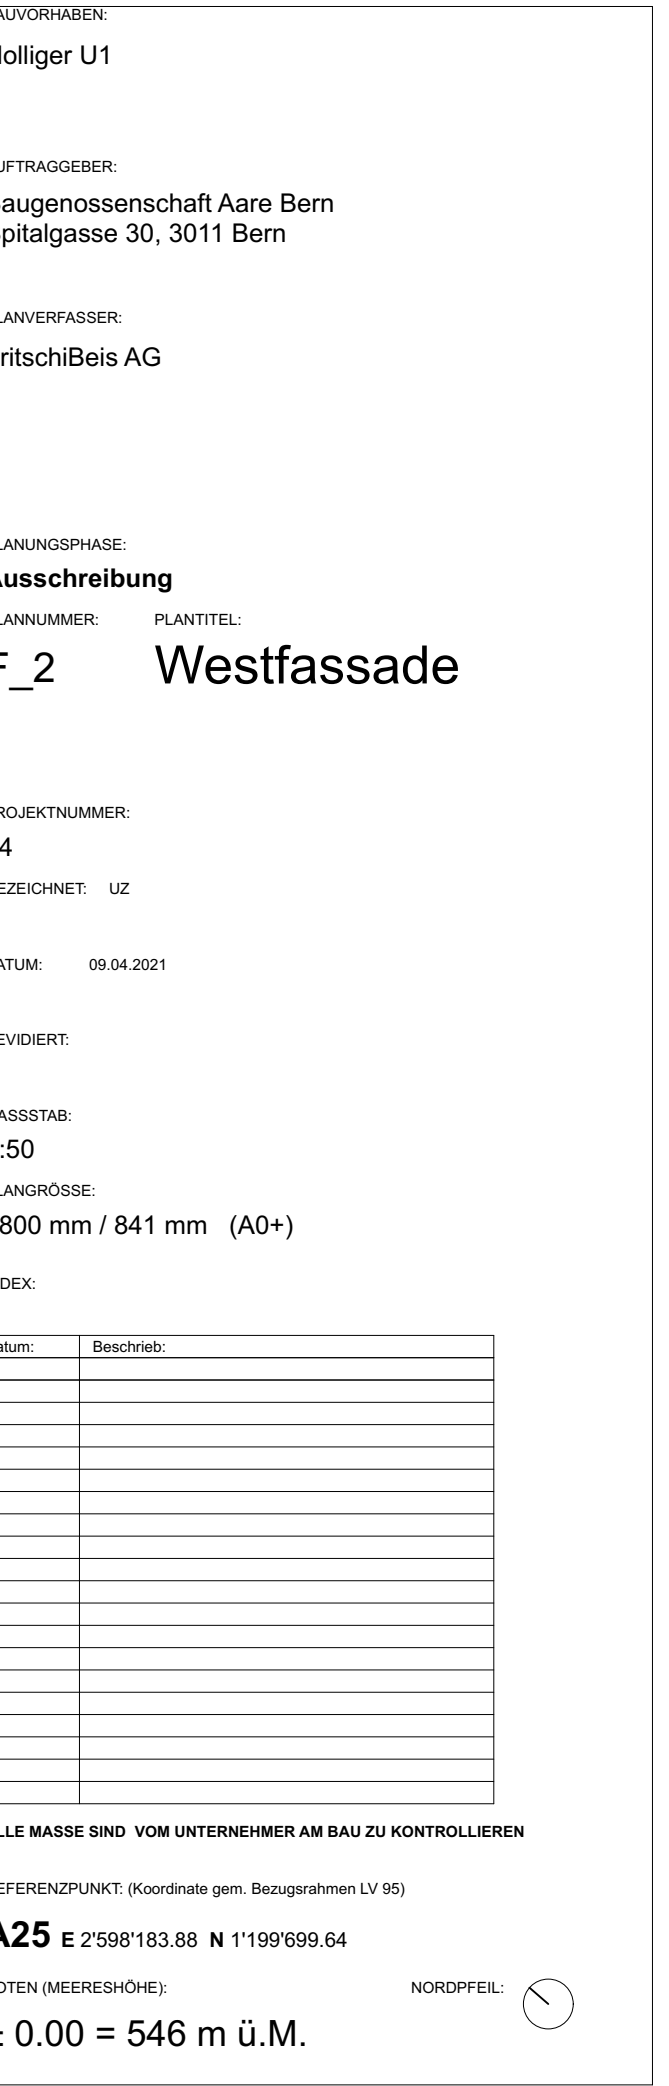 AUVORHABEN:
olliger U1
UFTRAGGEBER:
augenossenschaft Aare Bern
pitalgasse 30, 3011 Bern
LANVERFASSER:
ritschiBeis AG
LANUNGSPHASE:
Ausschreibung
LANNUMMER: PLANTITEL:
F_2 Westfassade
ROJEKTNUMMER:
4
EZEICHNET: UZ
ATUM: 09.04.2021
EVIDIERT:
ASSSTAB:
:50
LANGRÖSSE:
800 mm / 841 mm (A0+)
DEX:
atum: Beschrieb:
LLE MASSE SIND VOM UNTERNEHMER AM BAU ZU KONTROLLIEREN
EFERENZPUNKT: (Koordinate gem. Bezugsrahmen LV 95)
A25 E 2'598'183.88 N 1'199'699.64
OTEN (MEERESHÖHE): NORDPFEIL:
± 0.00 = 546 m ü.M.